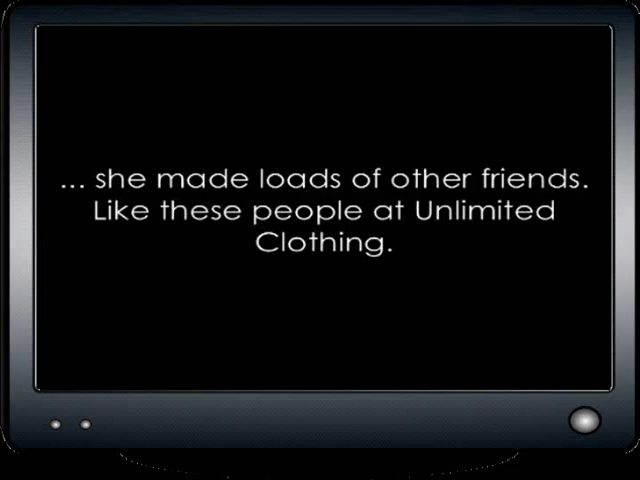 ... she made loads of other friends.
Like these people at Unlimited
Clothing.